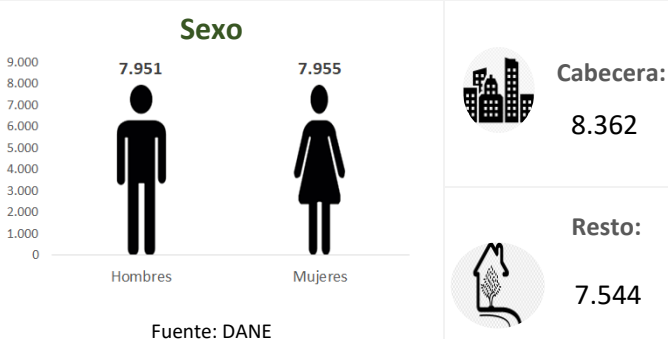 Sexo
9.000
8.000
7.000
6.000
5.000
4.000
3.000
2.000
1.000
0
7.951
7.955
Hombres
Mujeres
Fuente: DANE
Cabecera:
8.362
Resto:
7.544